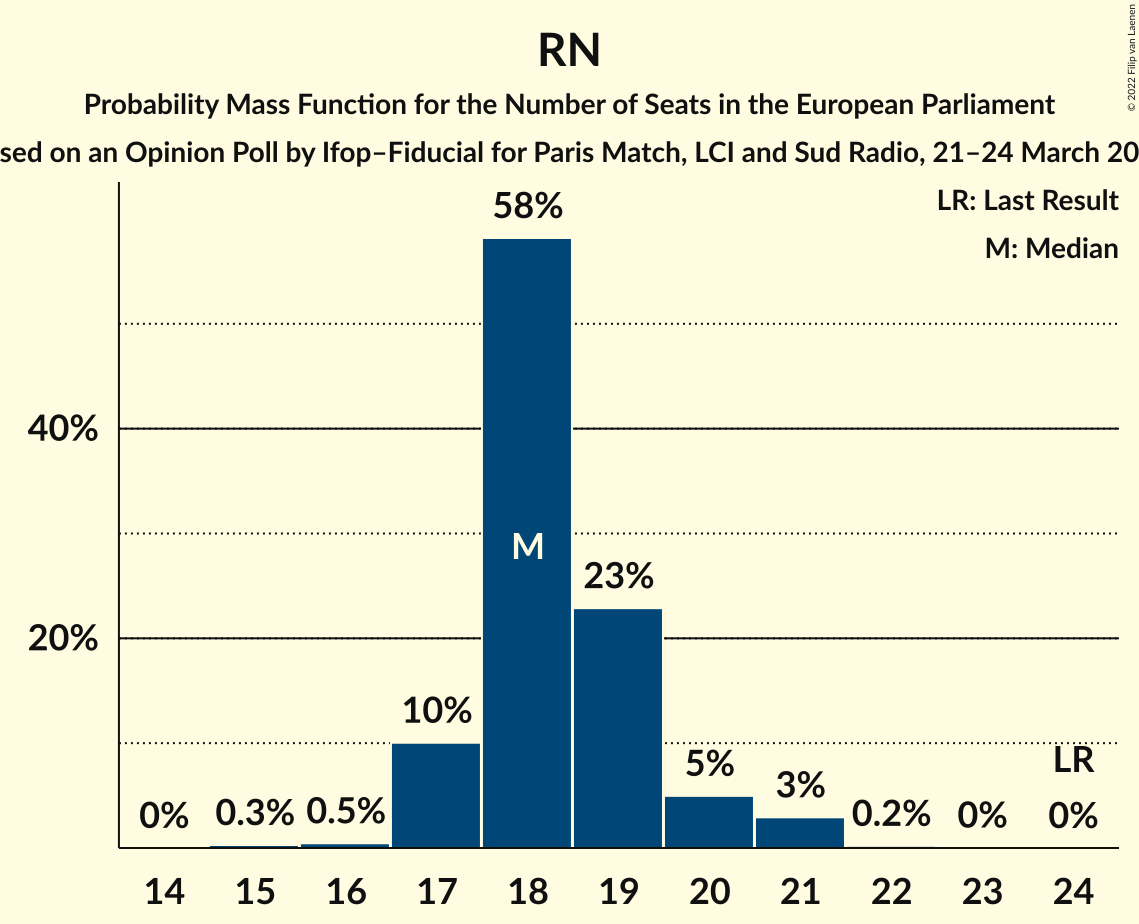 RN
Probability Mass Function for the Number of Seats in the European Parliament
sed on an Opinion Poll by Ifop–Fiducial for Paris Match, LCI and Sud Radio, 21–24 March 20
© 2022 Filip van Laenen
LR: Last Result
M: Median
58%
40%
M
23%
20%
10%
LR
5%
3%
0% 0.3% 0.5% 0.2% 0% 0%
14 15 16 17 18 19 20 21 22 23 24